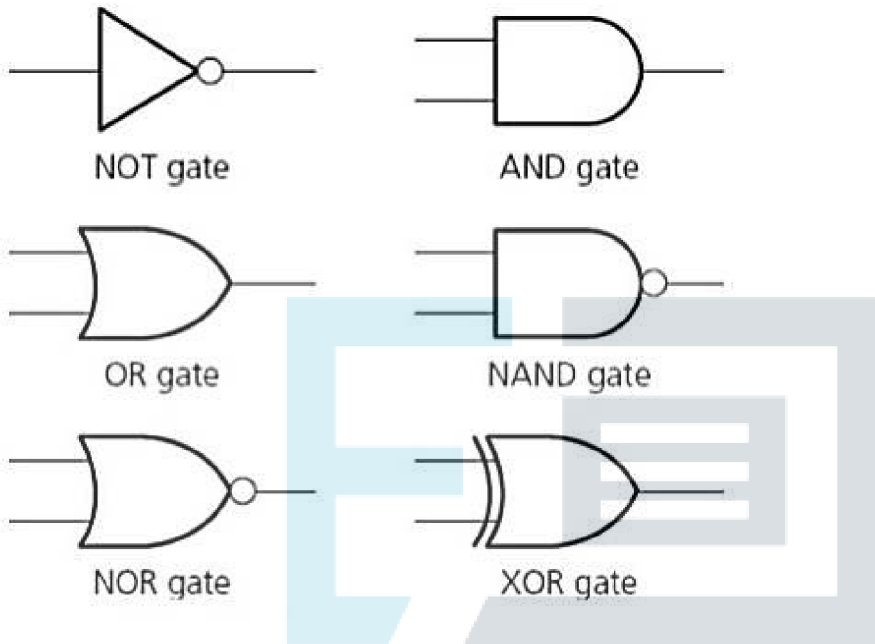 NOT gate
AND gate
OR gate
NAND gate
NOR gate
XOR gate